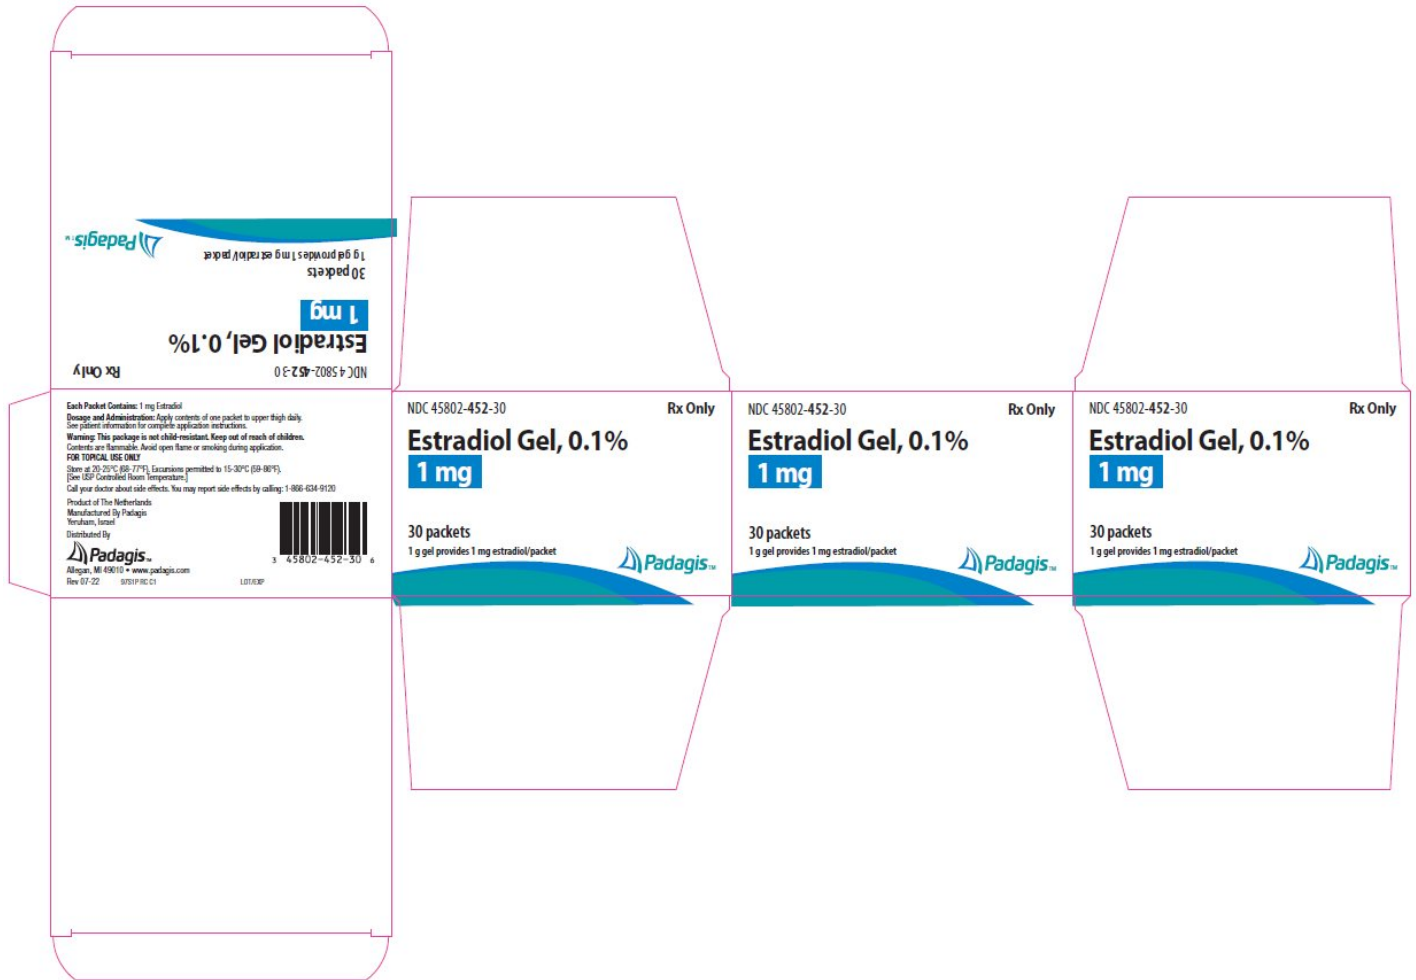 NDC 45802-452-30
Rx Only
Estradiol Gel, 0.1%
1 mg
30 packets
1 g gel provides 1 mg estradiol/packet
Padagis™
Each Packet Contains: 1 mg Estradiol
Dosage and Administration: Apply contents of one packet to upper thigh daily.
See patient information for complete application instructions.
Warning: This package is not child-resistant. Keep out of reach of children.
Contents are flammable. Avoid open flame or smoking during application.
FOR TOPICAL USE ONLY
Store at 20-25°C (68-77°F). Excursions permitted to 15-30°C (59-86°F).
[See USP Controlled Room Temperature.]
Call your doctor about side effects. You may report side effects by calling: 1-866-634-9120
Product of The Netherlands
Manufactured By Padagis
Yeruham, Israel
Distributed By
Padagis™
Allegan, MI 49010 • www.padagis.com
Rev 07-22 9751P RC C1 LOT/EXP
3 45802-452-30 6
NDC 45802-452-30 Rx Only
Estradiol Gel, 0.1%
1 mg
30 packets
1 g gel provides 1 mg estradiol/packet
Padagis™
NDC 45802-452-30 Rx Only
Estradiol Gel, 0.1%
1 mg
30 packets
1 g gel provides 1 mg estradiol/packet
Padagis™
NDC 45802-452-30 Rx Only
Estradiol Gel, 0.1%
1 mg
30 packets
1 g gel provides 1 mg estradiol/packet
Padagis™